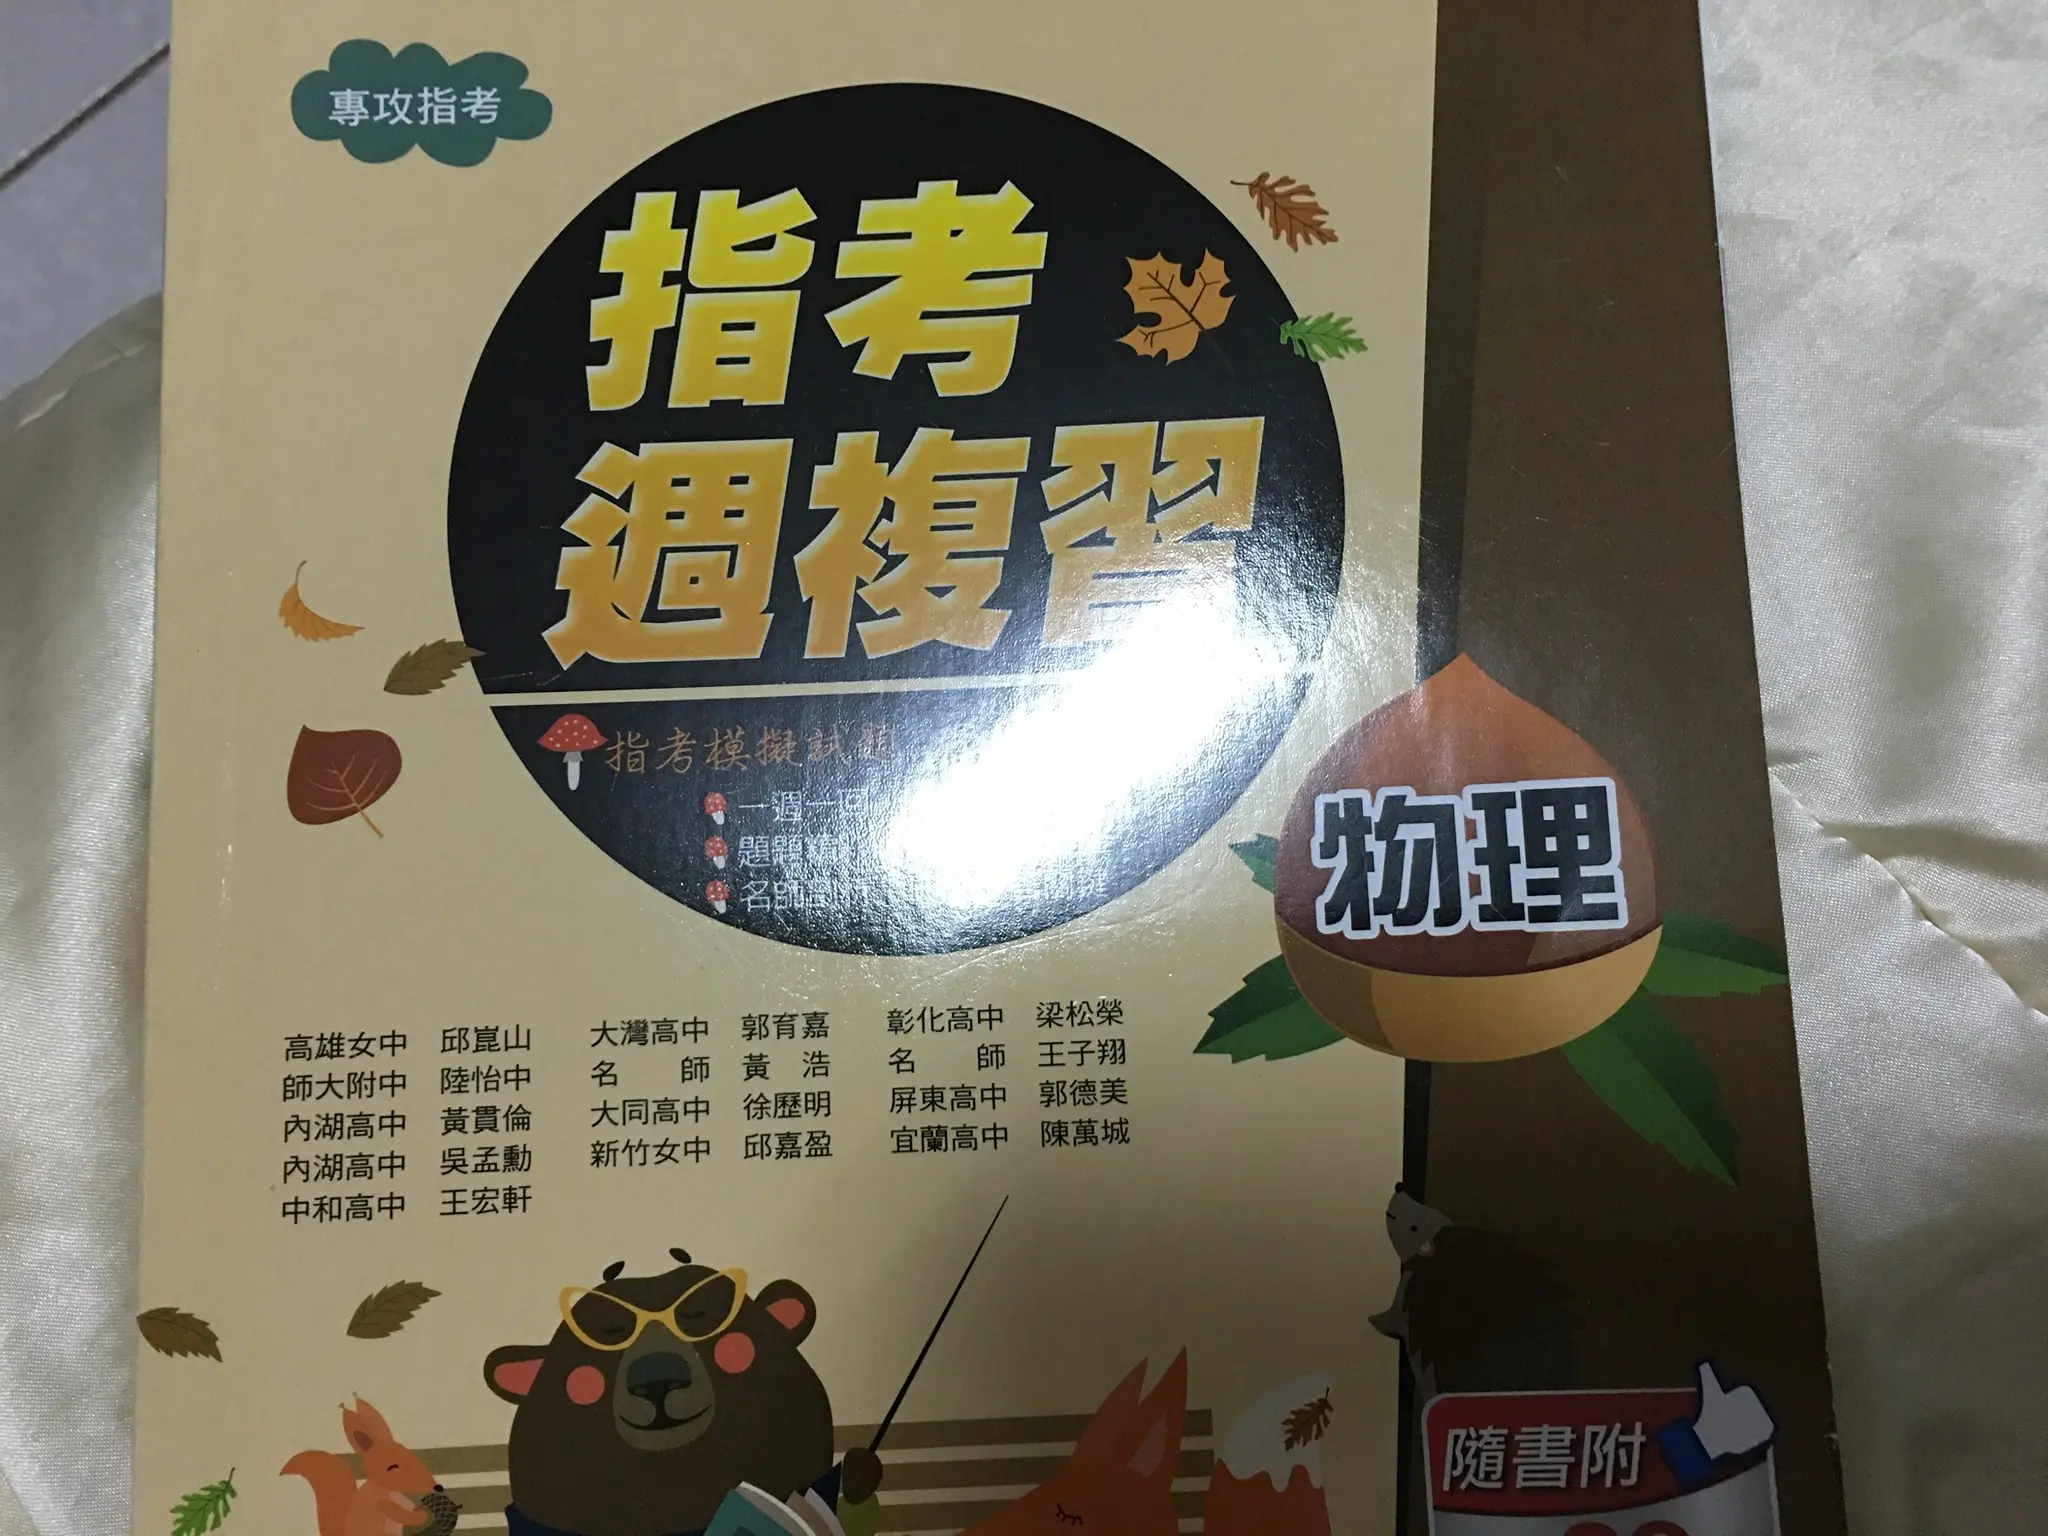 專攻指考
指考
週複習
指考模擬試題
一週一回
題題
名師
物理
高雄女中 邱崑山
師大附中 陸怡中
內湖高中 黃貫倫
內湖高中 吳孟勳
中和高中 王宏軒
大灣高中 郭育嘉
名師 黃浩
大同高中 徐歷明
新竹女中 邱嘉盈
彰化高中 梁松榮
名師 王子翔
屏東高中 郭德美
宜蘭高中 陳萬城
隨書附